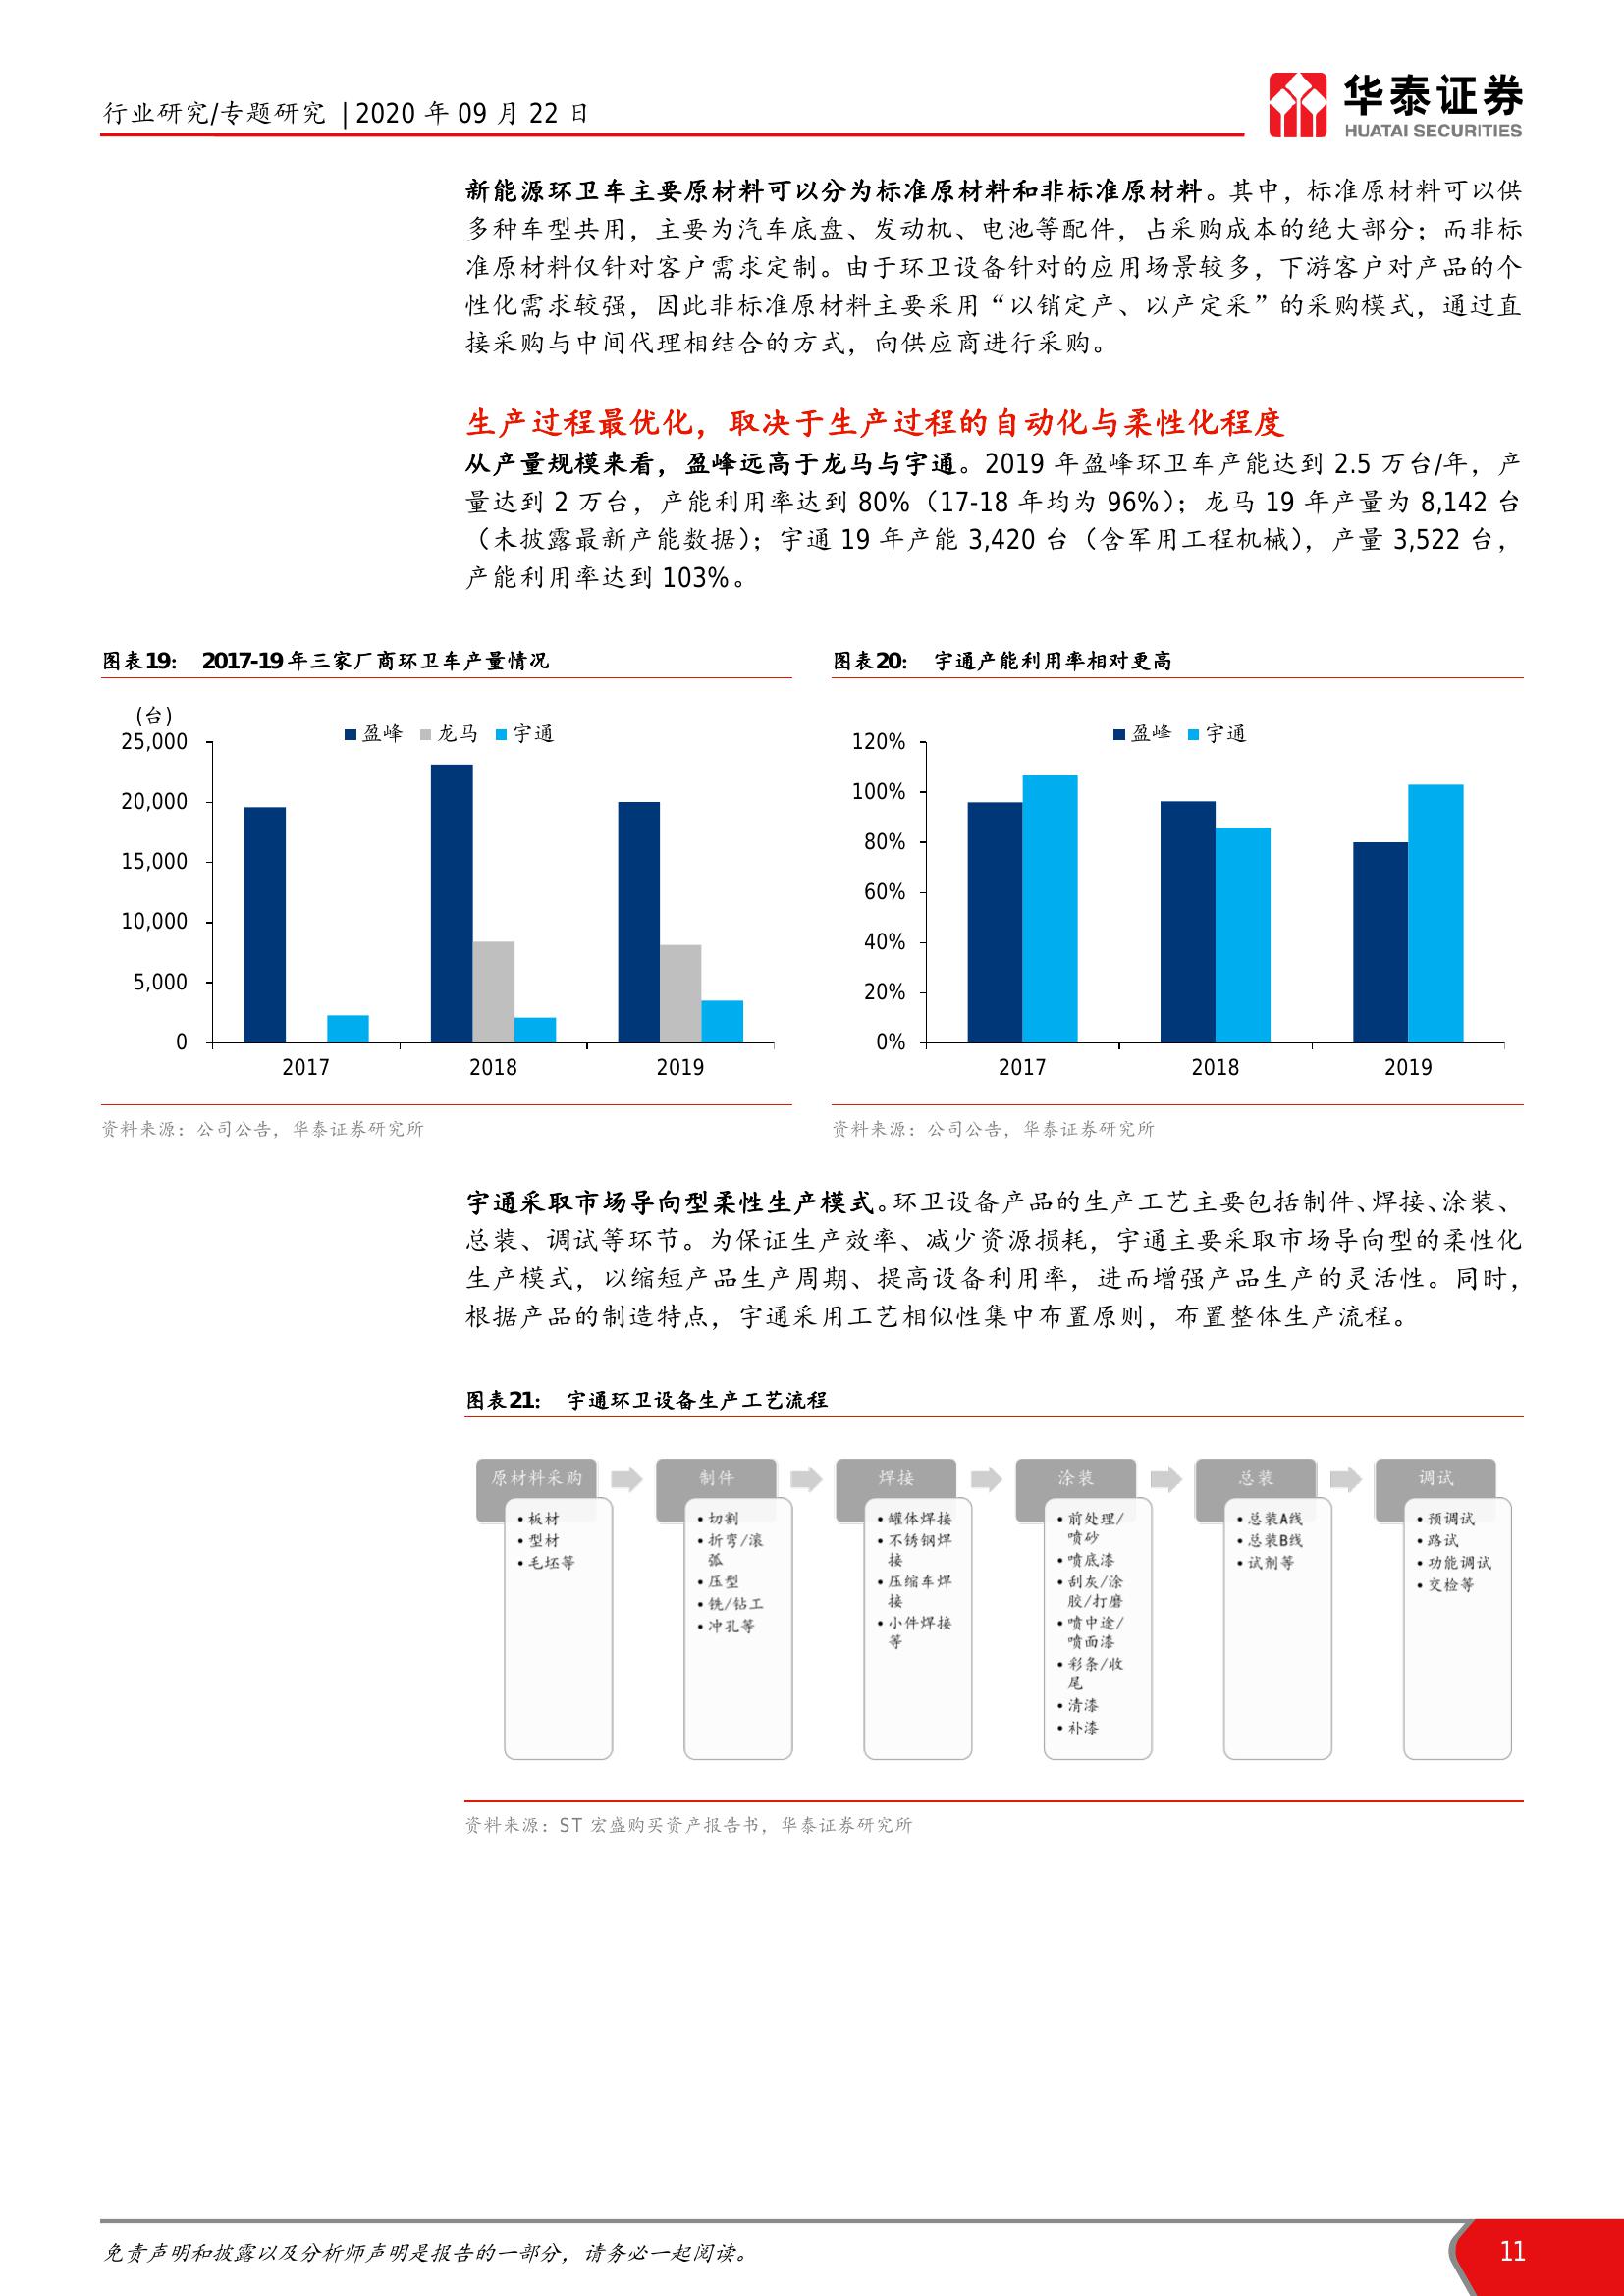 行业研究/专题研究 | 2020 年 09 月 22 日
华泰证券
HUATAI SECURITIES
新能源环卫车主要原材料可以分为标准原材料和非标准原材料。其中，标准原材料可以供
多种车型共用，主要为汽车底盘、发动机、电池等配件，占采购成本的绝大部分；而非标
准原材料仅针对客户需求定制。由于环卫设备针对的应用场景较多，下游客户对产品的个
性化需求较强，因此非标准原材料主要采用“以销定产、以产定采”的采购模式，通过直
接采购与中间代理相结合的方式，向供应商进行采购。
生产过程最优化，取决于生产过程的自动化与柔性化程度
从产量规模来看，盈峰远高于龙马与宇通。2019 年盈峰环卫车产能达到 2.5 万台/年，产
量达到 2 万台，产能利用率达到 80%（17-18 年均为 96%）；龙马 19 年产量为 8,142 台
（未披露最新产能数据）；宇通 19 年产能 3,420 台（含军用工程机械），产量 3,522 台，
产能利用率达到 103%。
图表19： 2017-19 年三家厂商环卫车产量情况
(台)
盈峰 龙马 宇通
25,000
20,000
15,000
10,000
5,000
0
2017 2018 2019
资料来源：公司公告，华泰证券研究所
图表20： 宇通产能利用率相对更高
盈峰 宇通
120%
100%
80%
60%
40%
20%
0%
2017 2018 2019
资料来源：公司公告，华泰证券研究所
宇通采取市场导向型柔性生产模式。环卫设备产品的生产工艺主要包括制件、焊接、涂装、
总装、调试等环节。为保证生产效率、减少资源损耗，宇通主要采取市场导向型的柔性化
生产模式，以缩短产品生产周期、提高设备利用率，进而增强产品生产的灵活性。同时，
根据产品的制造特点，宇通采用工艺相似性集中布置原则，布置整体生产流程。
图表21： 宇通环卫设备生产工艺流程
原材料采购
• 板材
• 型材
• 毛坯等
制件
• 切割
• 折弯/滚
弧
• 压型
• 铣/钻工
• 冲孔等
焊接
• 罐体焊接
• 不锈钢焊
接
• 压缩车焊
接
• 小件焊接
等
涂装
• 前处理/
喷砂
• 喷底漆
• 刮灰/涂
胶/打磨
• 喷中途/
喷面漆
• 彩条/收
尾
• 清漆
• 补漆
总装
• 总装A线
• 总装B线
• 试剂等
调试
• 预调试
• 路试
• 功能调试
• 交检等
资料来源：ST 宏盛购买资产报告书，华泰证券研究所
免责声明和披露以及分析师声明是报告的一部分，请务必一起阅读。
11